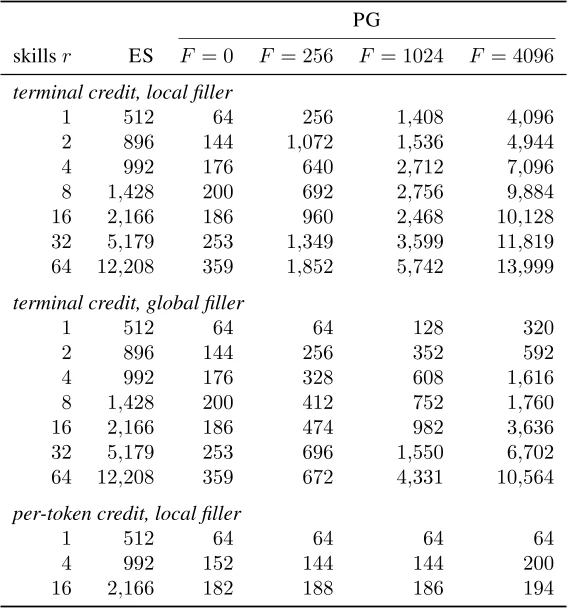 PG
skills r ES F = 0 F = 256 F = 1024 F = 4096
terminal credit, local filler
1 512 64 256 1,408 4,096
2 896 144 1,072 1,536 4,944
4 992 176 640 2,712 7,096
8 1,428 200 692 2,756 9,884
16 2,166 186 960 2,468 10,128
32 5,179 253 1,349 3,599 11,819
64 12,208 359 1,852 5,742 13,999
terminal credit, global filler
1 512 64 64 128 320
2 896 144 256 352 592
4 992 176 328 608 1,616
8 1,428 200 412 752 1,760
16 2,166 186 474 982 3,636
32 5,179 253 696 1,550 6,702
64 12,208 359 672 4,331 10,564
per-token credit, local filler
1 512 64 64 64 64
4 992 152 144 144 200
16 2,166 182 188 186 194